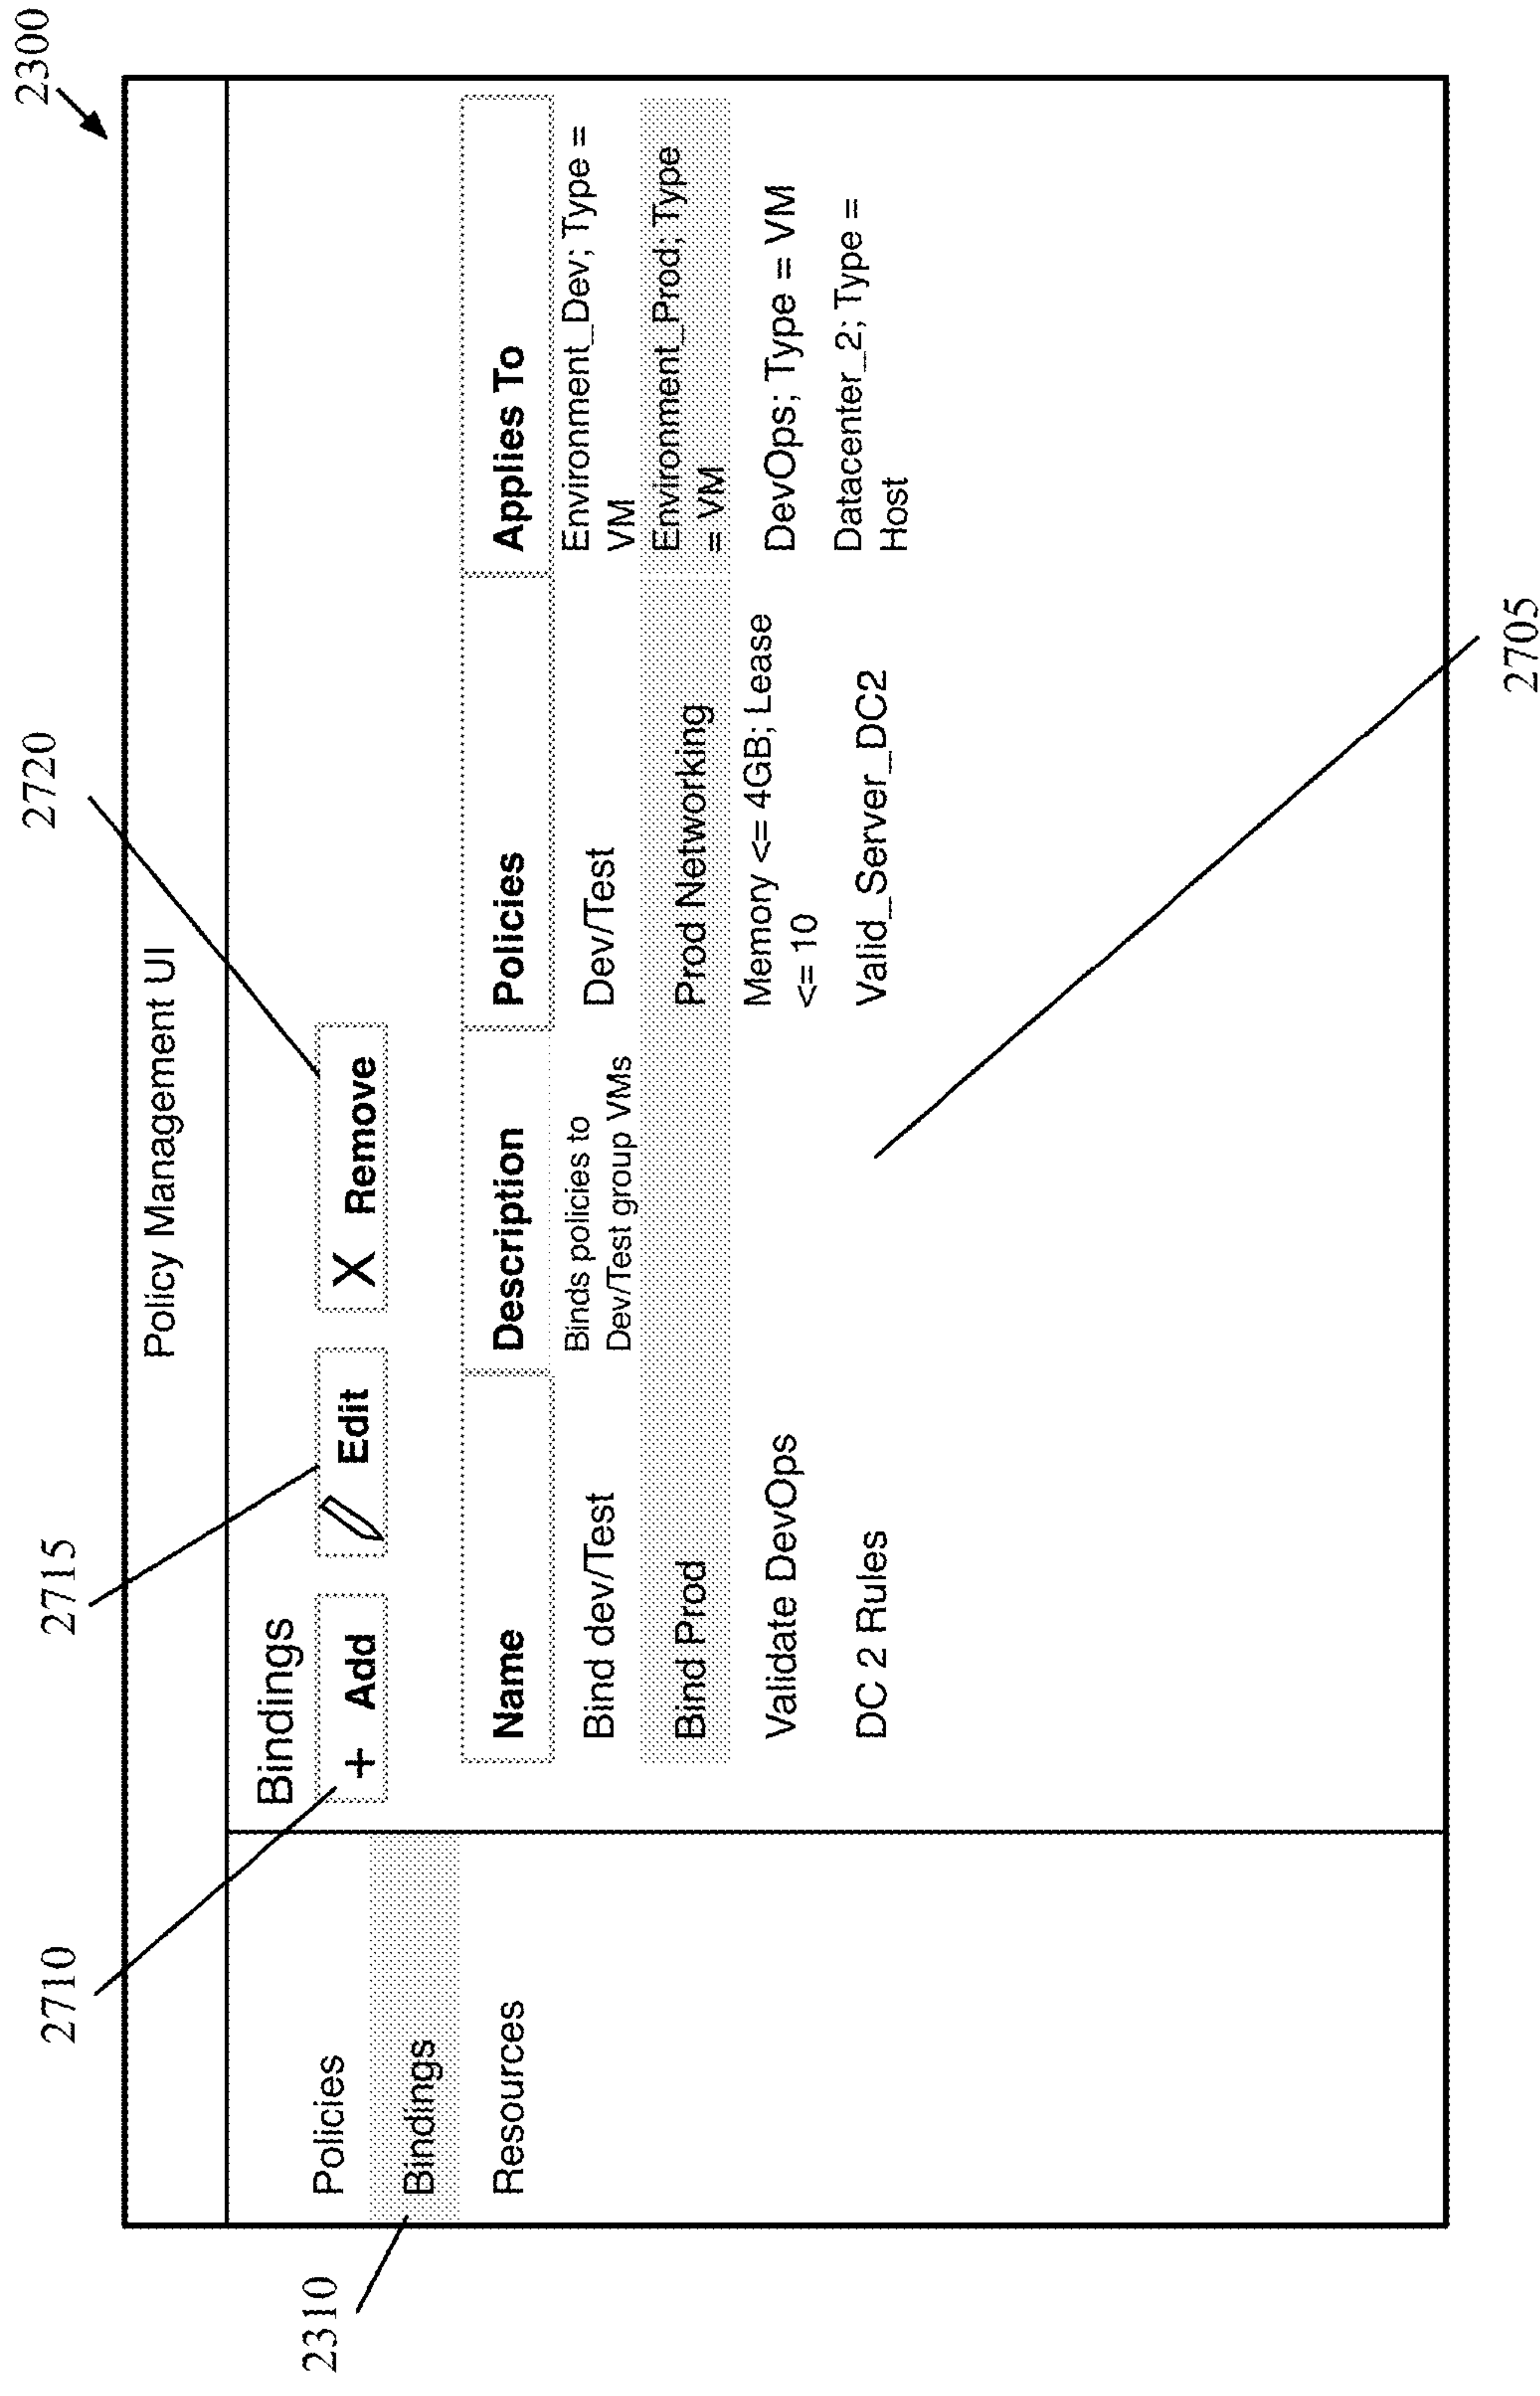 2300
Policy Management UI
2710
2715
2720
2310
Policies
Bindings
Resources
Bindings
+ Add
Edit
X Remove
Name
Description
Policies
Applies To
Bind dev/Test
Binds policies to
Dev/Test group VMs
Dev/Test
Environment_Dev; Type =
VM
Bind Prod
Prod Networking
Environment_Prod; Type
= VM
Validate DevOps
Memory <= 4GB; Lease
<= 10
DevOps; Type = VM
DC 2 Rules
Valid_Server_DC2
Datacenter_2; Type =
Host
2705